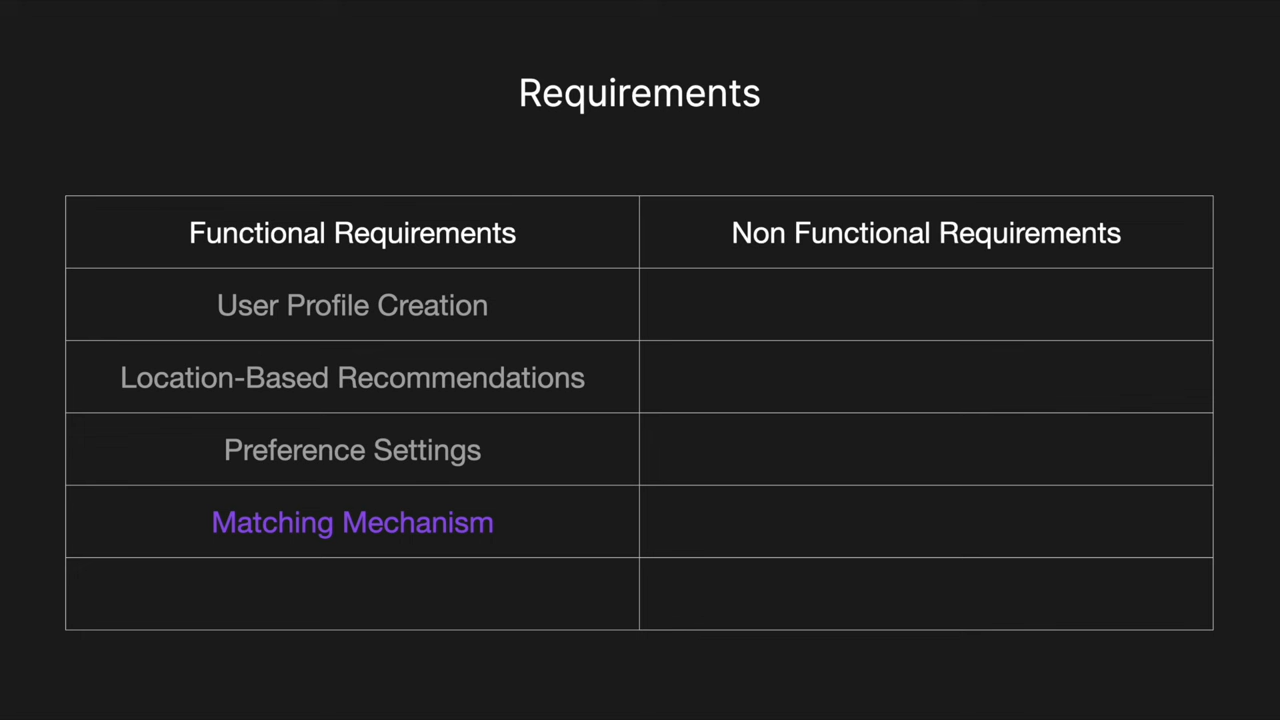 Requirements
Functional Requirements
Non Functional Requirements
User Profile Creation
Location-Based Recommendations
Preference Settings
Matching Mechanism